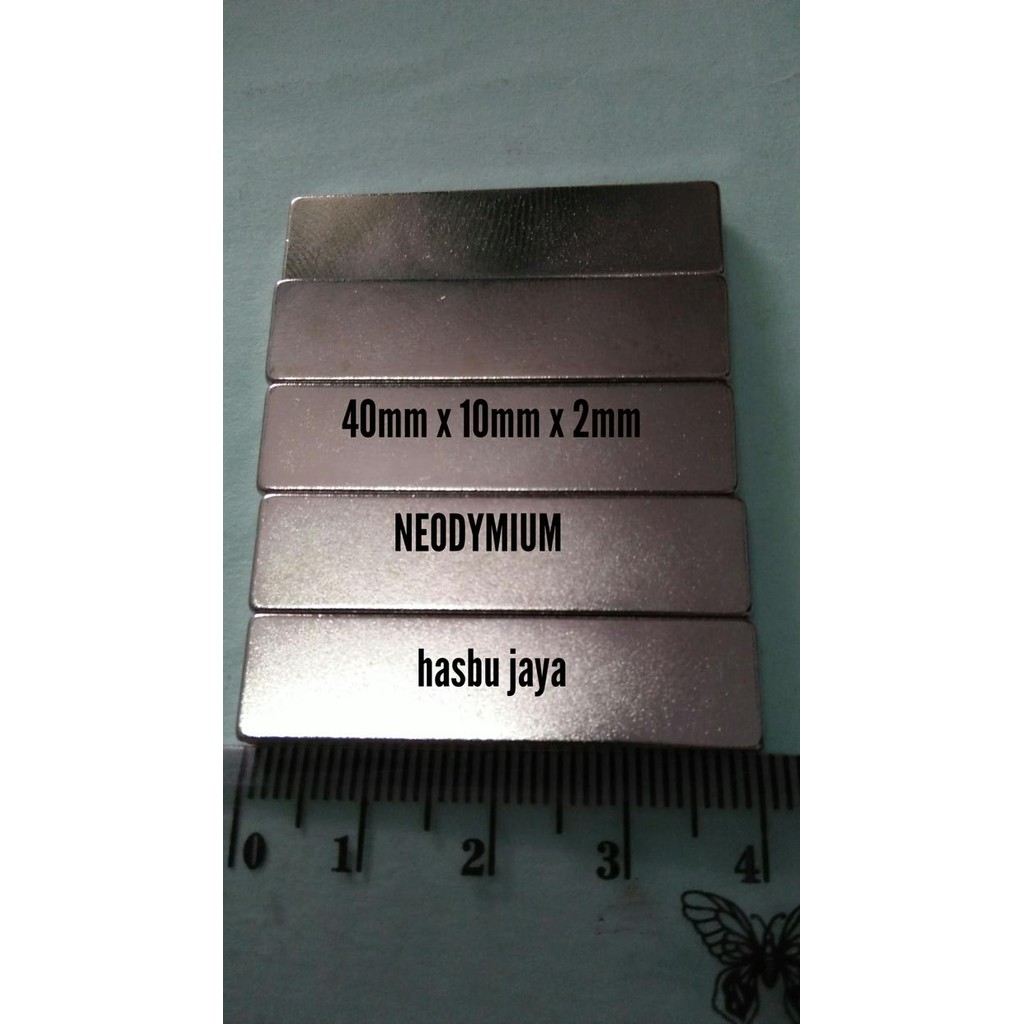 40mm x 10mm x 2mm
NEODYMIUM
hasbu jaya
0 1 2 3 4